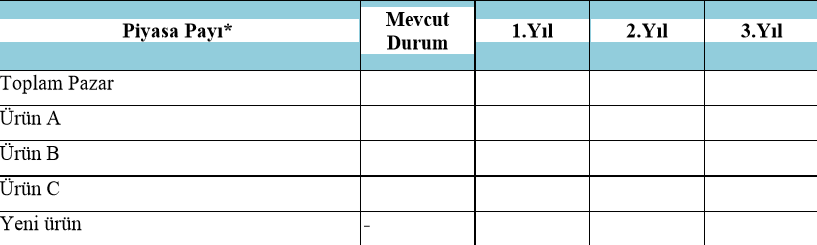 Piyasa Payı* Mevcut Durum 1.Yıl 2.Yıl 3.Yıl
Toplam Pazar
Ürün A
Ürün B
Ürün C
Yeni ürün -